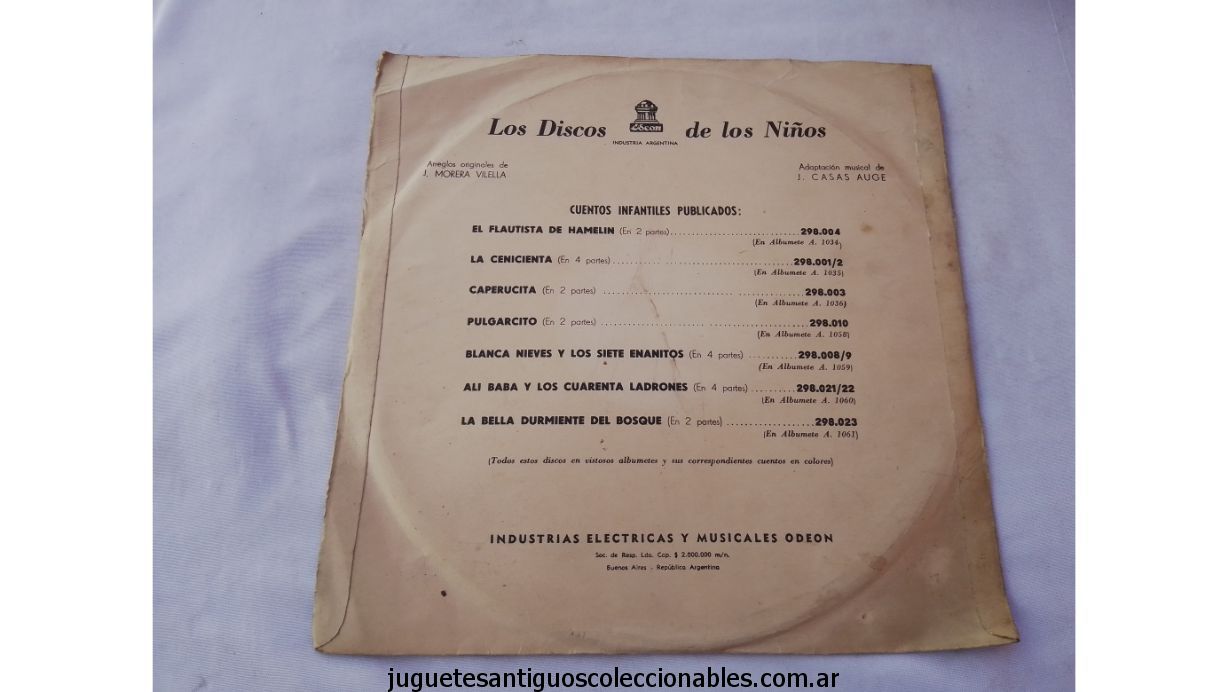 Los Discos Odeon de los Niños
INDUSTRIA ARGENTINA
Arreglos originales de
J. MORERA VILELLA
Adaptación musical de
J. CASAS AUGE
CUENTOS INFANTILES PUBLICADOS:
EL FLAUTISTA DE HAMELIN (En 2 partes)............................298.004
(En Albumete A. 1034)
LA CENICIENTA (En 4 partes)........................................298.001/2
(En Albumete A. 1035)
CAPERUCITA (En 2 partes) ............................................298.003
(En Albumete A. 1036)
PULGARCITO (En 2 partes) ............................................298.010
(En Albumete A. 1058)
BLANCA NIEVES Y LOS SIETE ENANITOS (En 4 partes) ...........298.008/9
(En Albumete A. 1059)
ALI BABA Y LOS CUARENTA LADRONES (En 4 partes)..........298.021/22
(En Albumete A. 1060)
LA BELLA DURMIENTE DEL BOSQUE (En 2 partes) ....................298.023
(En Albumete A. 1061)
(Todos estos discos en vistosos albumetes y sus correspondientes cuentos en colores)
INDUSTRIAS ELECTRICAS Y MUSICALES ODEON
Soc. de Resp. Lda. Cap. $ 2.800.000 m/n.
Buenos Aires - República Argentina
juguetesantiguoscoleccionables.com.ar